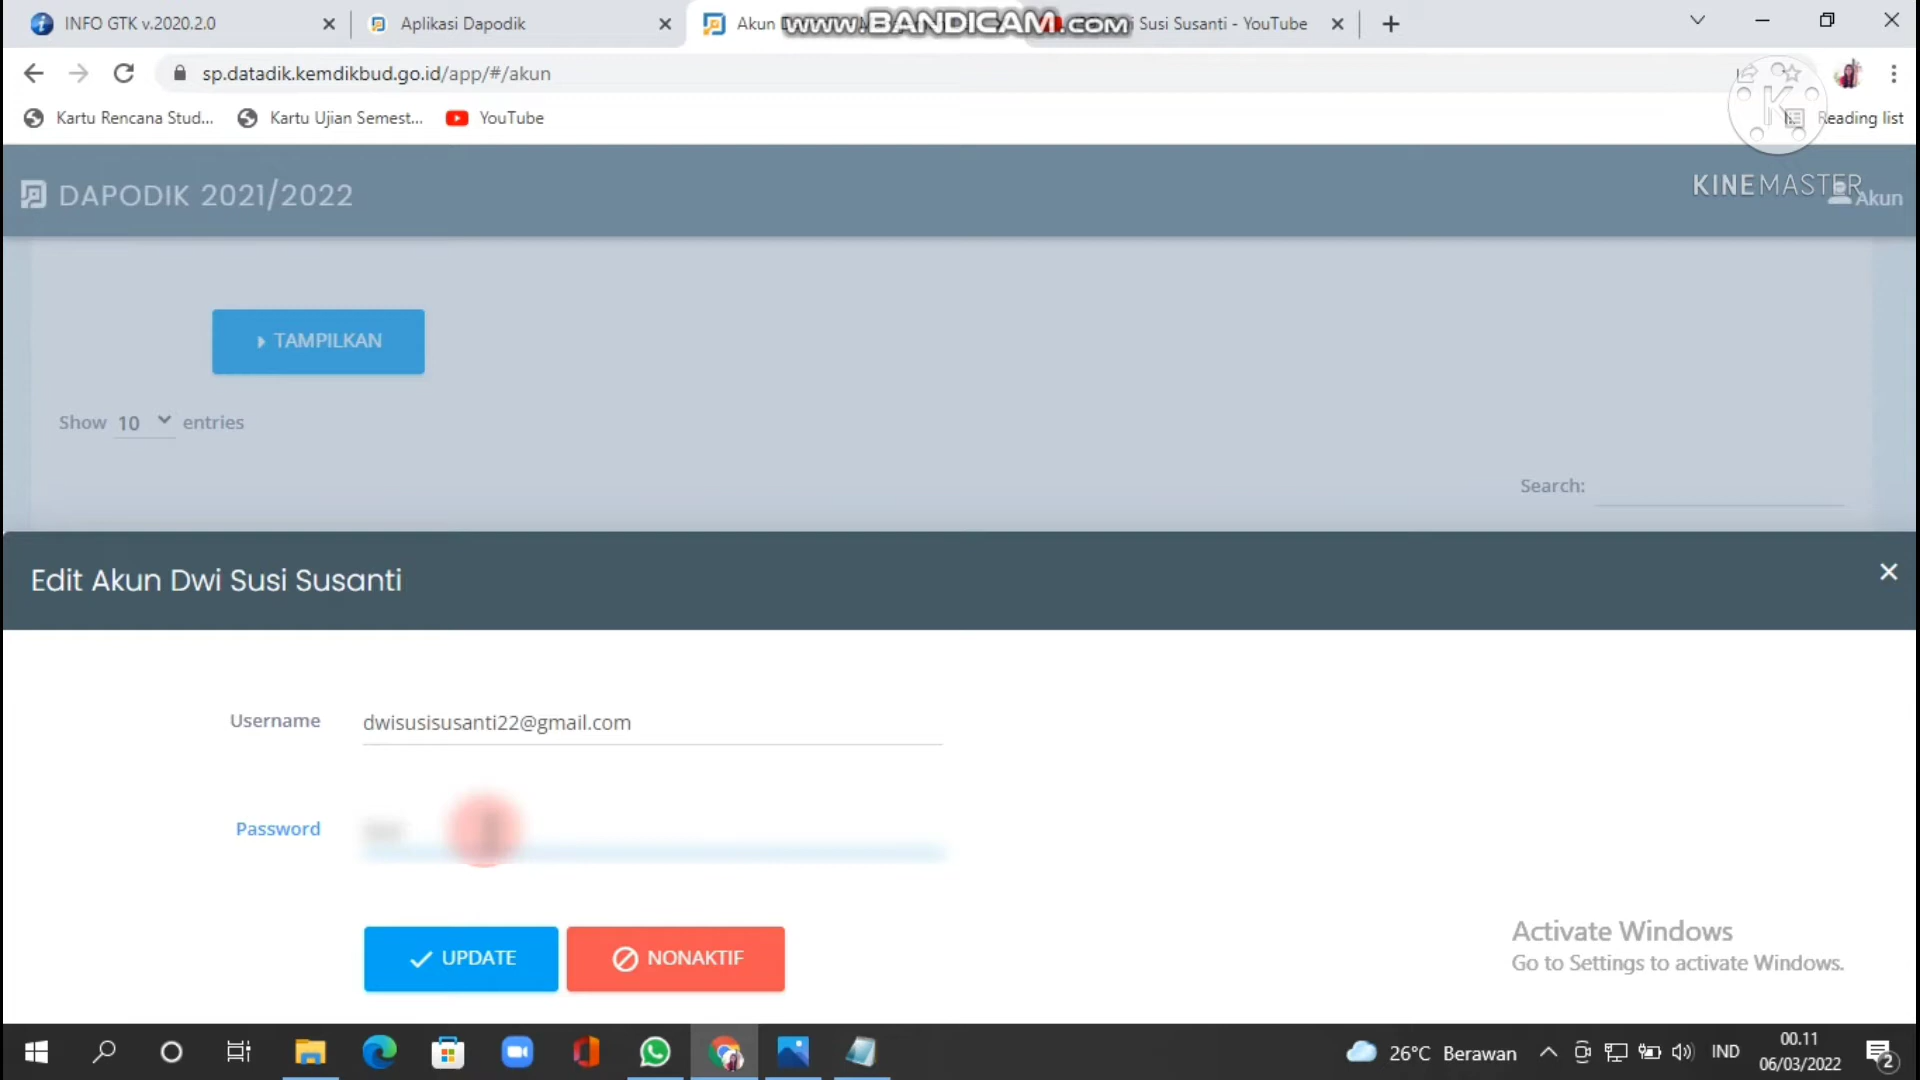 INFO GTK v.2020.2.0
Aplikasi Dapodik
Akun
www.BANDICAM.com
Susi Susanti - YouTube
sp.datadik.kemdikbud.go.id/app/#/akun
Kartu Rencana Stud...
Kartu Ujian Semest...
YouTube
Reading list
K
DAPODIK 2021/2022
KINEMASTER
Akun
TAMPILKAN
Show 10 entries
Search:
Edit Akun Dwi Susi Susanti
Username
dwisusisusanti22@gmail.com
Password
UPDATE
NONAKTIF
Activate Windows
Go to Settings to activate Windows.
26°C Berawan
IND
00.11
06/03/2022
2